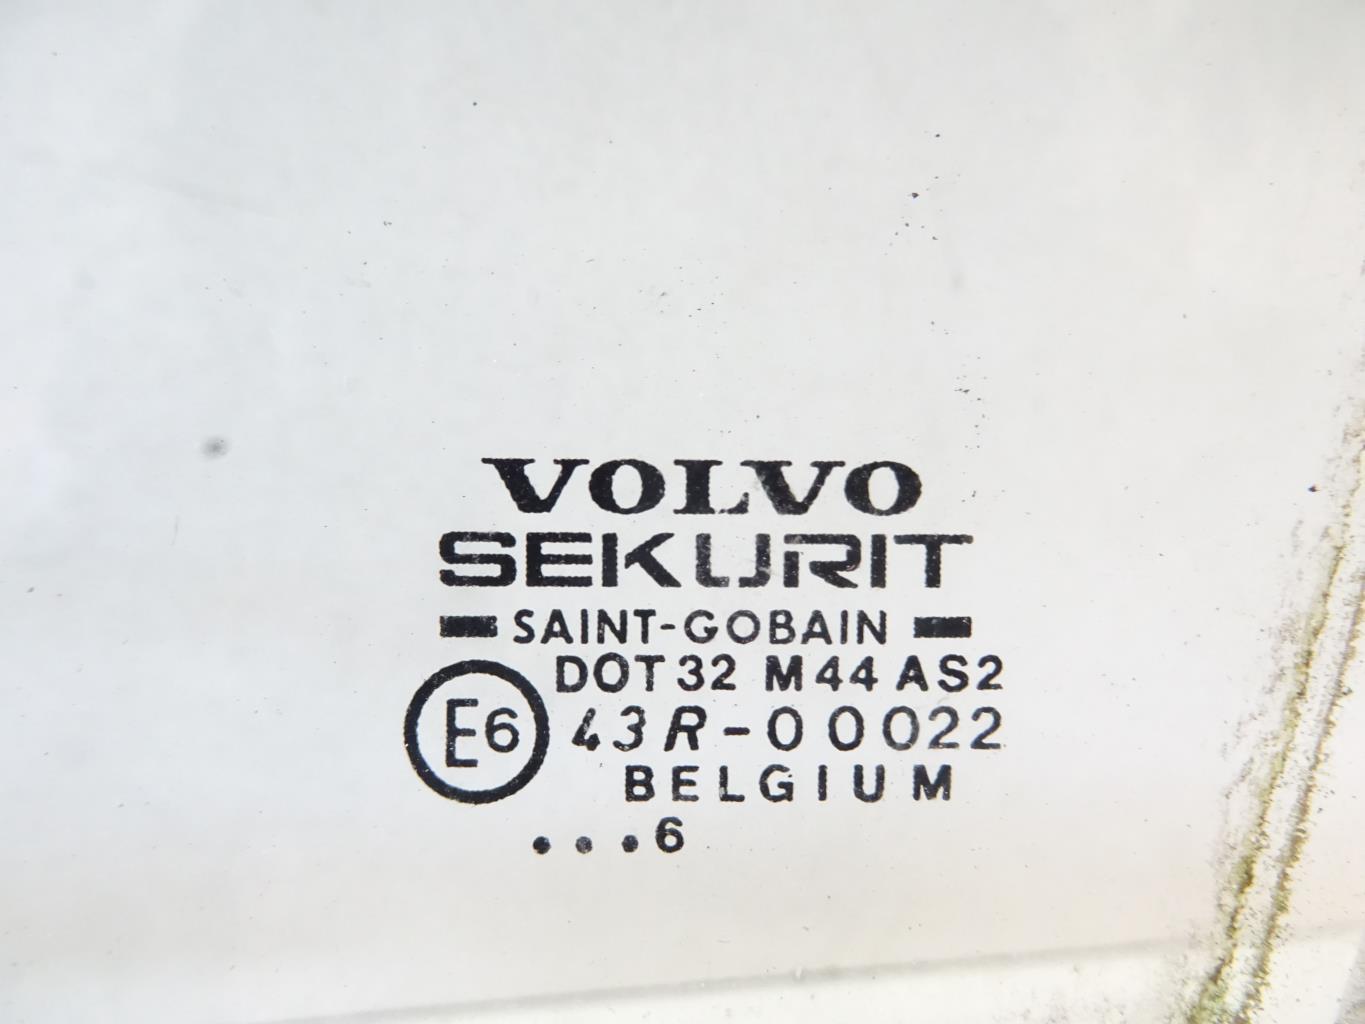 VOLVO
SEKURIT
SAINT-GOBAIN
DOT 32 M44 AS2
E6 43R-00022
BELGIUM
...6